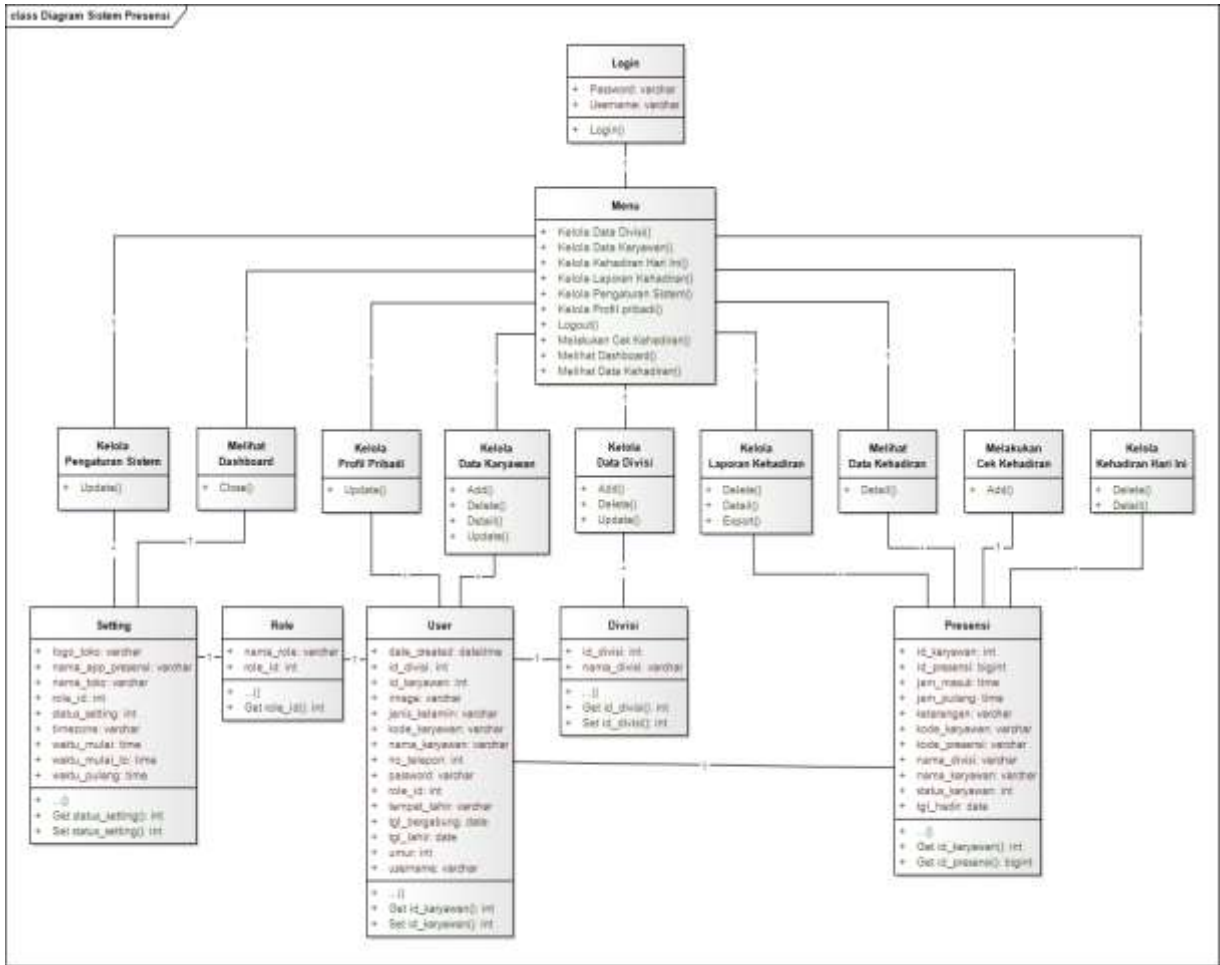 class Diagram Sistem Presensi
Login
+ Password: varchar
+ Username: varchar
+ Login()
Menu
+ Kelola Data Divisi()
+ Kelola Data Karyawan()
+ Kelola Kehadiran Hari Ini()
+ Kelola Laporan Kehadiran()
+ Kelola Pengaturan Sistem()
+ Kelola Profil pribadi()
+ Logout()
+ Melakukan Cek Kehadiran()
+ Melihat Dashboard()
+ Melihat Data Kehadiran()
Kelola
Pengaturan Sistem
+ Update()
Melihat
Dashboard
+ Close()
Kelola
Profil Pribadi
+ Update()
Kelola
Data Karyawan
+ Add()
+ Delete()
+ Detail()
+ Update()
Kelola
Data Divisi
+ Add()
+ Delete()
+ Update()
Kelola
Laporan Kehadiran
+ Delete()
+ Detail()
+ Export()
Melihat
Data Kehadiran
+ Detail()
Melakukan
Cek Kehadiran
+ Add()
Kelola
Kehadiran Hari Ini
+ Delete()
+ Detail()
Setting
+ logo_toko: varchar
+ nama_app_presensi: varchar
+ nama_toko: varchar
+ role_id: int
+ status_setting: int
+ timezone: varchar
+ waktu_mulai: time
+ waktu_mulai_to: time
+ waktu_pulang: time
+ ...()
+ Get status_setting(): int
+ Set status_setting(): int
Role
+ nama_role: varchar
+ role_id: int
+ ...()
+ Get role_id(): int
User
+ date_created: datetime
+ id_divisi: int
+ id_karyawan: int
+ image: varchar
+ jenis_kelamin: varchar
+ kode_karyawan: varchar
+ nama_karyawan: varchar
+ no_telepon: int
+ password: varchar
+ role_id: int
+ tempat_lahir: varchar
+ tgl_bergabung: date
+ tgl_lahir: date
+ umur: int
+ username: varchar
+ ...()
+ Get id_karyawan(): int
+ Set id_karyawan(): int
Divisi
+ id_divisi: int
+ nama_divisi: varchar
+ ...()
+ Get id_divisi(): int
+ Set id_divisi(): int
Presensi
+ id_karyawan: int
+ id_presensi: bigint
+ jam_masuk: time
+ jam_pulang: time
+ keterangan: varchar
+ kode_karyawan: varchar
+ kode_presensi: varchar
+ nama_divisi: varchar
+ nama_karyawan: varchar
+ status_karyawan: int
+ tgl_hadir: date
+ ...()
+ Get id_karyawan(): int
+ Get id_presensi(): bigint